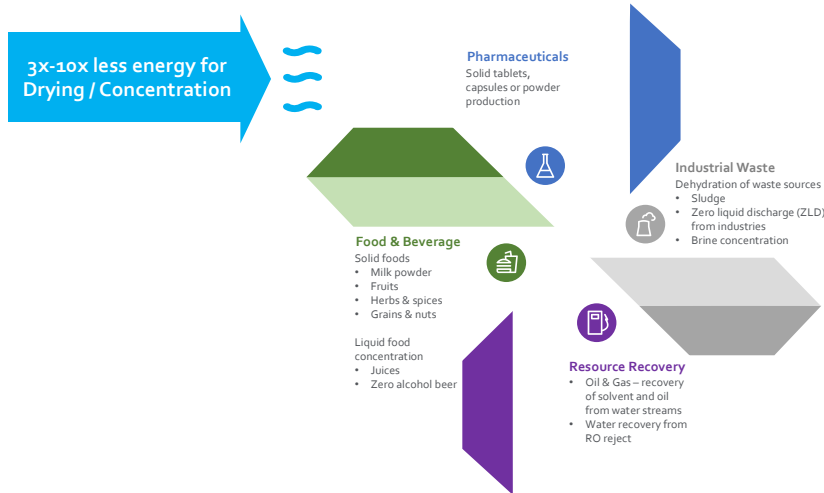 3x-10x less energy for
Drying / Concentration
Pharmaceuticals
Solid tablets,
capsules or powder
production
Industrial Waste
Dehydration of waste sources
• Sludge
• Zero liquid discharge (ZLD)
from industries
• Brine concentration
Food & Beverage
Solid foods
• Milk powder
• Fruits
• Herbs & spices
• Grains & nuts
Liquid food
concentration
• Juices
• Zero alcohol beer
Resource Recovery
• Oil & Gas – recovery
of solvent and oil
from water streams
• Water recovery from
RO reject